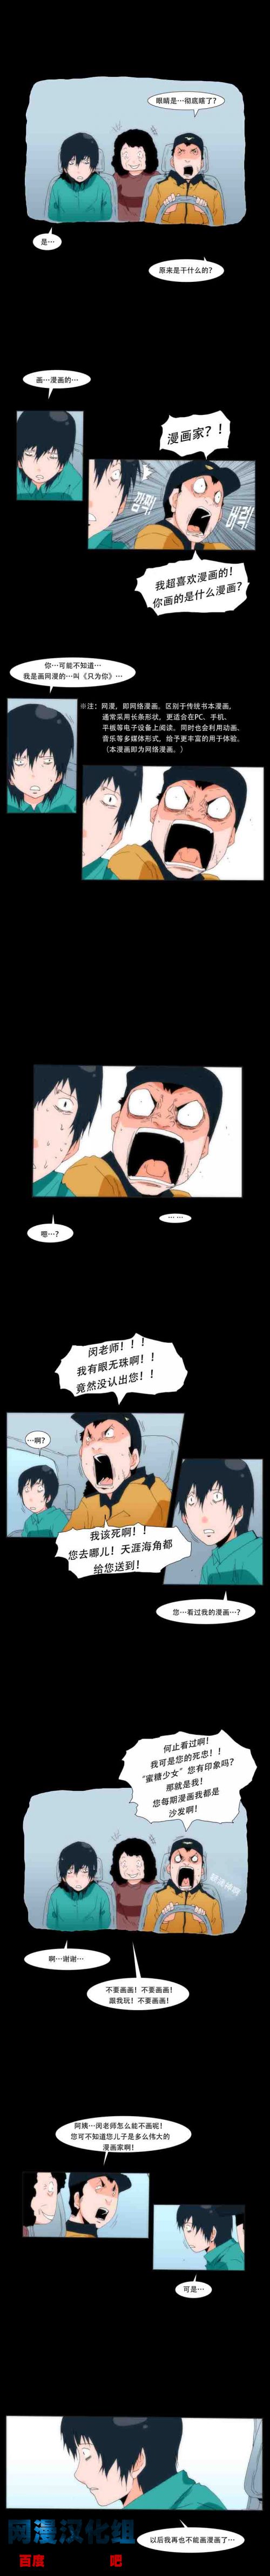 眼睛是…彻底瞎了?
是…
原来是干什么的?
画…漫画的…
漫画家?!
깜찍!
버럭!
我超喜欢漫画的!
你画的是什么漫画?
你…可能不知道…
我是画网漫的…叫《只为你》…
※注: 网漫, 即网络漫画。区别于传统书本漫画,
通常采用长条形状, 更适合在PC、手机、
平板等电子设备上阅读。同时也会利用动画、
音乐等多媒体形式, 给予更丰富的用于体验。
(本漫画即为网络漫画。)
……
嗯…?
闵老师!!!
我有眼无珠啊!!
竟然没认出您!!
…啊?
我该死啊!!
您去哪儿!天涯海角都
给您送到!
您…看过我的漫画…?
何止看过啊!
我可是您的死忠!!
“蜜糖少女”您有印象吗?
那就是我!
您每期漫画我都是
沙发啊!
啊…谢谢…
不要画画!不要画画!
跟我玩!不要画画!
阿姨…闵老师怎么能不画呢!
您可不知道您儿子是多么伟大的
漫画家啊!
可是…
以后我再也不能画漫画了…
网漫汉化组
百度 吧